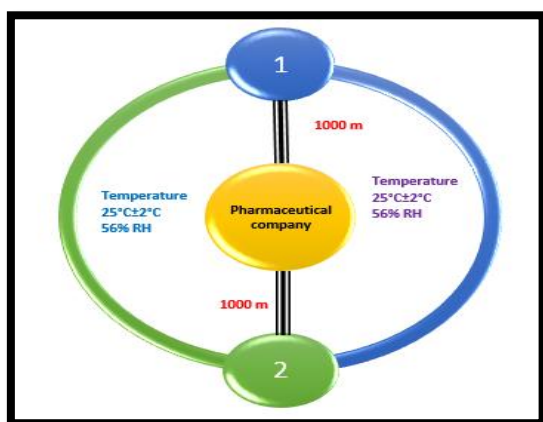 1
1000 m
Temperature
25°C±2°C
56% RH
Pharmaceutical
company
Temperature
25°C±2°C
56% RH
1000 m
2